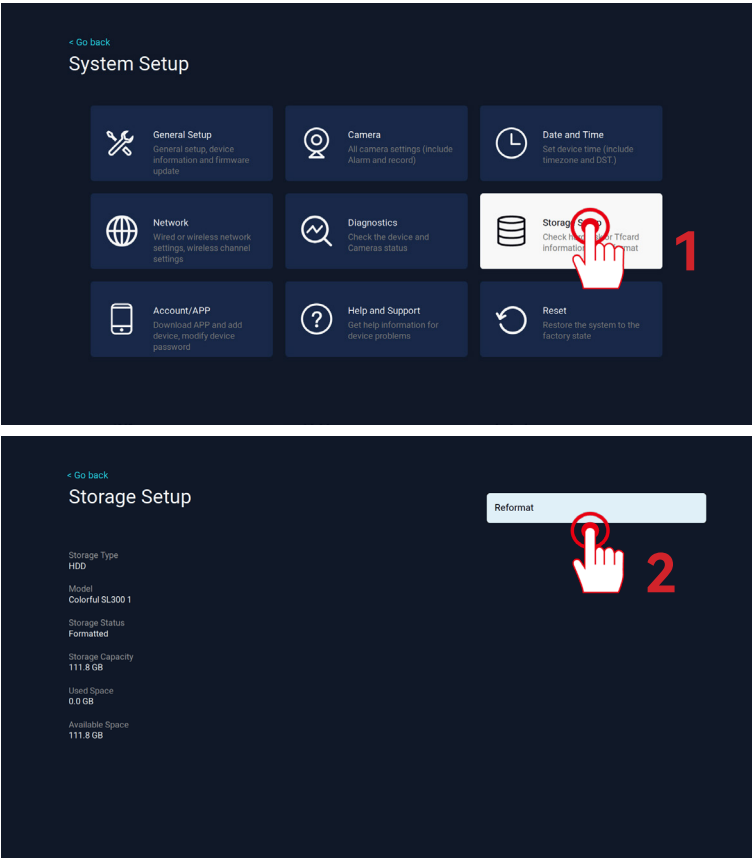 < Go back
System Setup
General Setup
General setup, device
information and firmware
update
Camera
All camera settings (include
Alarm and record)
Date and Time
Set device time (include
timezone and DST.)
Network
Wired or wireless network
settings, wireless channel
settings
Diagnostics
Check the device and
Cameras status
Storage
Check or Tfcard
information
1
Account/APP
Download APP and add
device, modify device
password
Help and Support
Get help information for
device problems
Reset
Restore the system to the
factory state
< Go back
Storage Setup
Reformat
2
Storage Type
HDD
Model
Colorful SL300 1
Storage Status
Formatted
Storage Capacity
111.8 GB
Used Space
0.0 GB
Available Space
111.8 GB